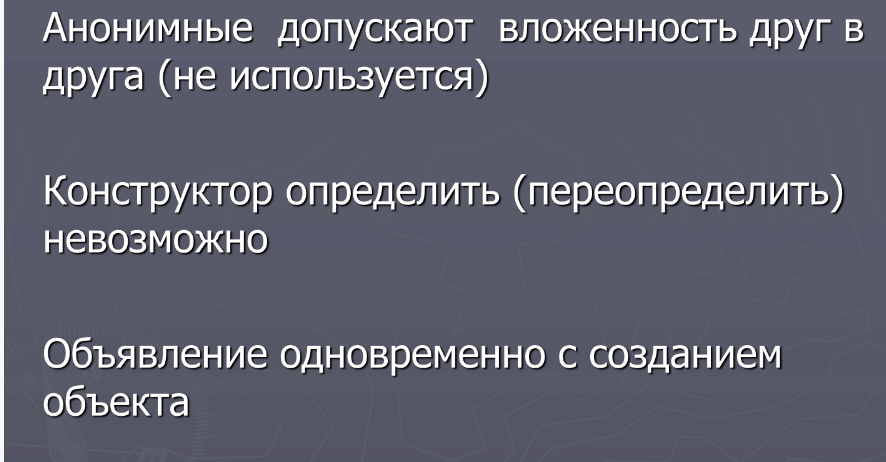 Анонимные допускают вложенность друг в
друга (не используется)
Конструктор определить (переопределить)
невозможно
Объявление одновременно с созданием
объекта